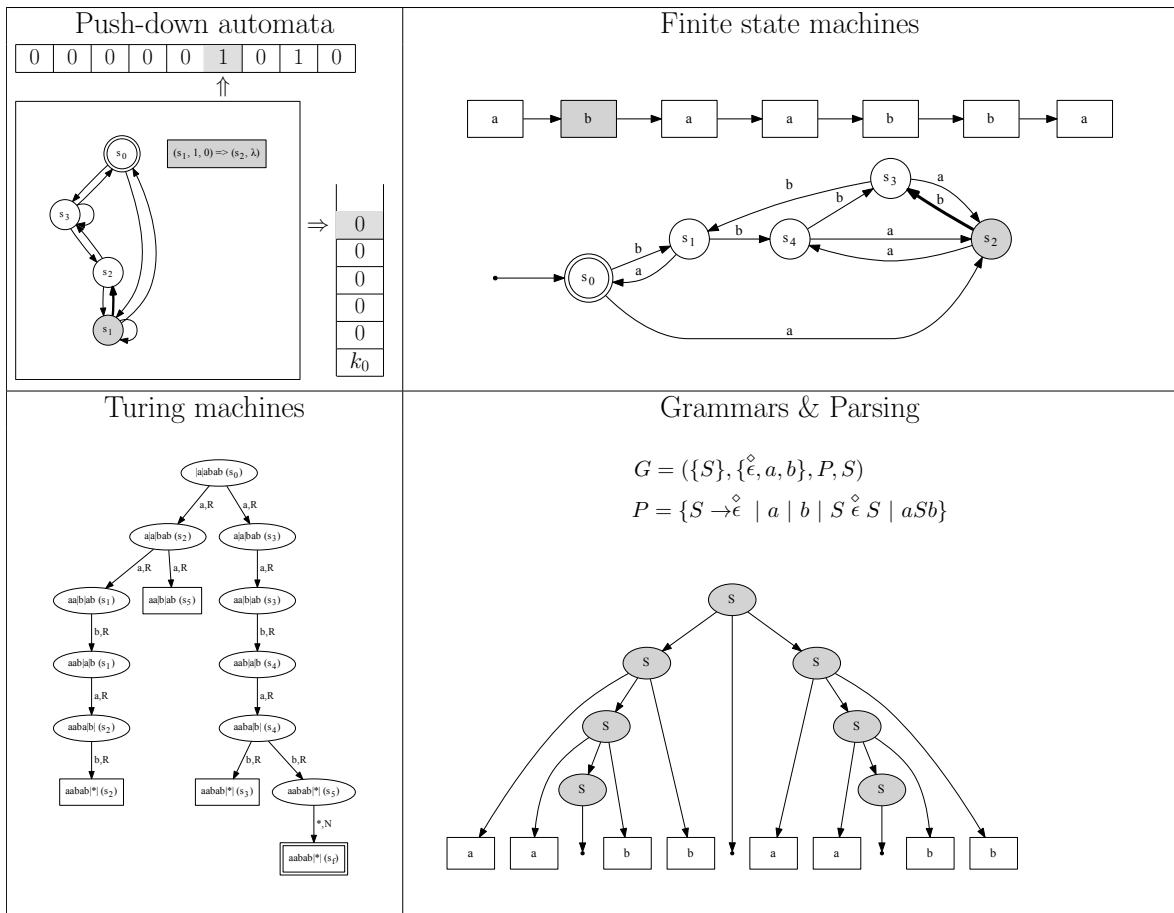 Push-down automata
0 0 0 0 0 1 0 1 0
⇑
s0
(s1, 1, 0) => (s2, λ)
s3
s2
s1
⇒
0
0
0
0
0
k0
Finite state machines
a b a a b b a
s3
b a
b b
s1 b s4 a s2
b a
a
s0
a
Turing machines
|a|abab (s0)
a,R a,R
a|a|bab (s2) a|a|bab (s3)
a,R a,R a,R
aa|b|ab (s1) aa|b|ab (s5) aa|b|ab (s3)
b,R b,R
aab|a|b (s1) aab|a|b (s4)
a,R a,R
aaba|b| (s2) aaba|b| (s4)
b,R b,R b,R
aabab|*| (s2) aabab|*| (s3) aabab|*| (s5)
*,N
aabab|*| (sf)
Grammars & Parsing
G = ({S}, {ϵ̊, a, b}, P, S)
P = {S → ϵ̊ | a | b | S ϵ̊ S | aSb}
S
S S
S S
S S
a a b b a a b b